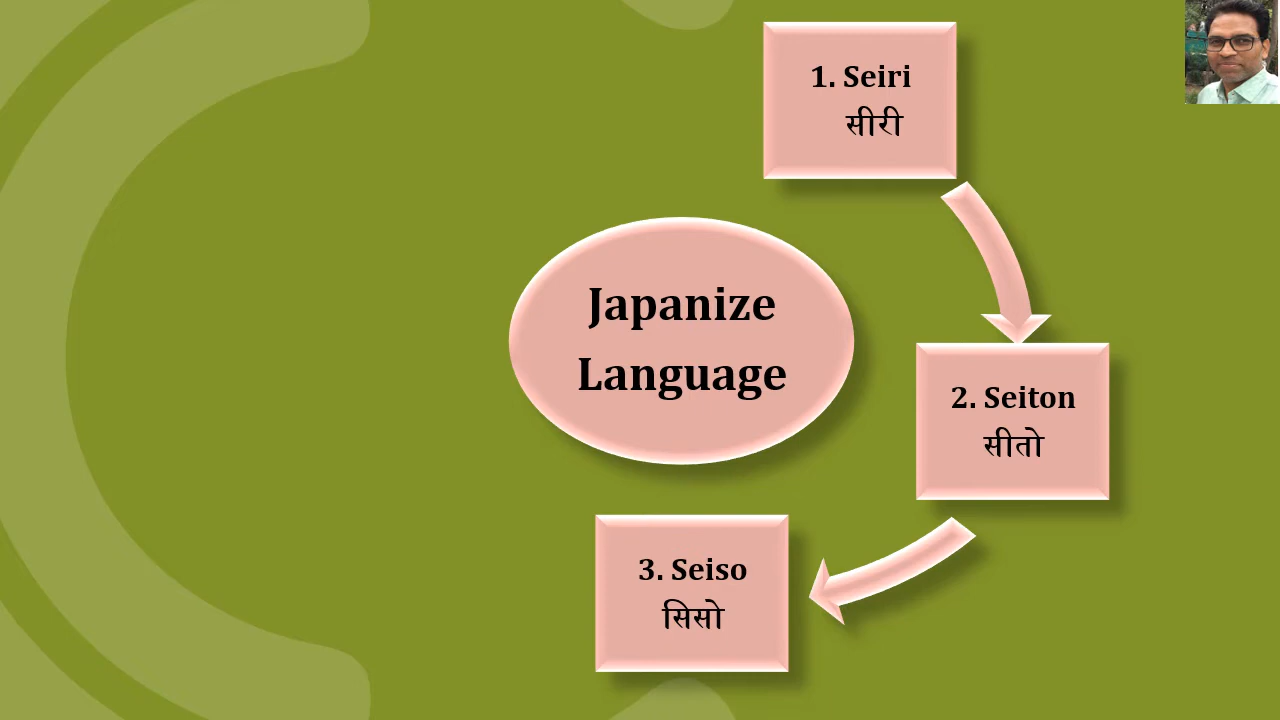 1. Seiri
सीरी
Japanize
Language
2. Seiton
सीतो
3. Seiso
सिसो